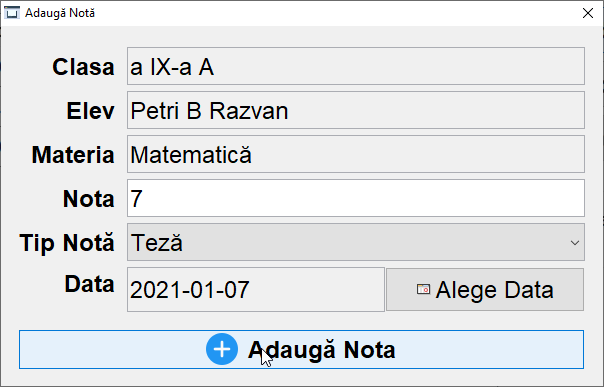 Adaugă Notă
Clasa a IX-a A
Elev Petri B Razvan
Materia Matematică
Nota 7
Tip Notă Teză
Data 2021-01-07 Alege Data
Adaugă Nota